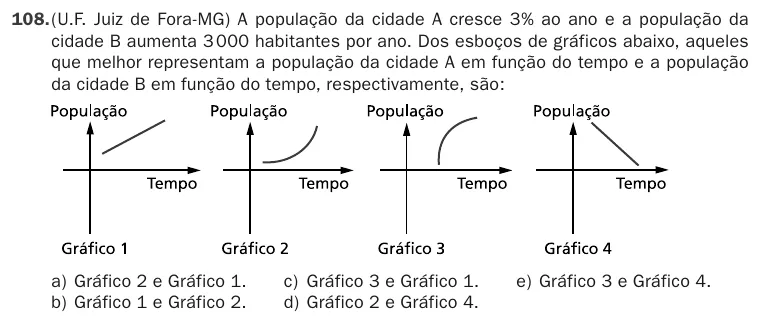 108.(U.F. Juiz de Fora-MG) A população da cidade A cresce 3% ao ano e a população da
cidade B aumenta 3 000 habitantes por ano. Dos esboços de gráficos abaixo, aqueles
que melhor representam a população da cidade A em função do tempo e a população
da cidade B em função do tempo, respectivamente, são:
População População População População
Tempo Tempo Tempo Tempo
Gráfico 1 Gráfico 2 Gráfico 3 Gráfico 4
a) Gráfico 2 e Gráfico 1. c) Gráfico 3 e Gráfico 1. e) Gráfico 3 e Gráfico 4.
b) Gráfico 1 e Gráfico 2. d) Gráfico 2 e Gráfico 4.